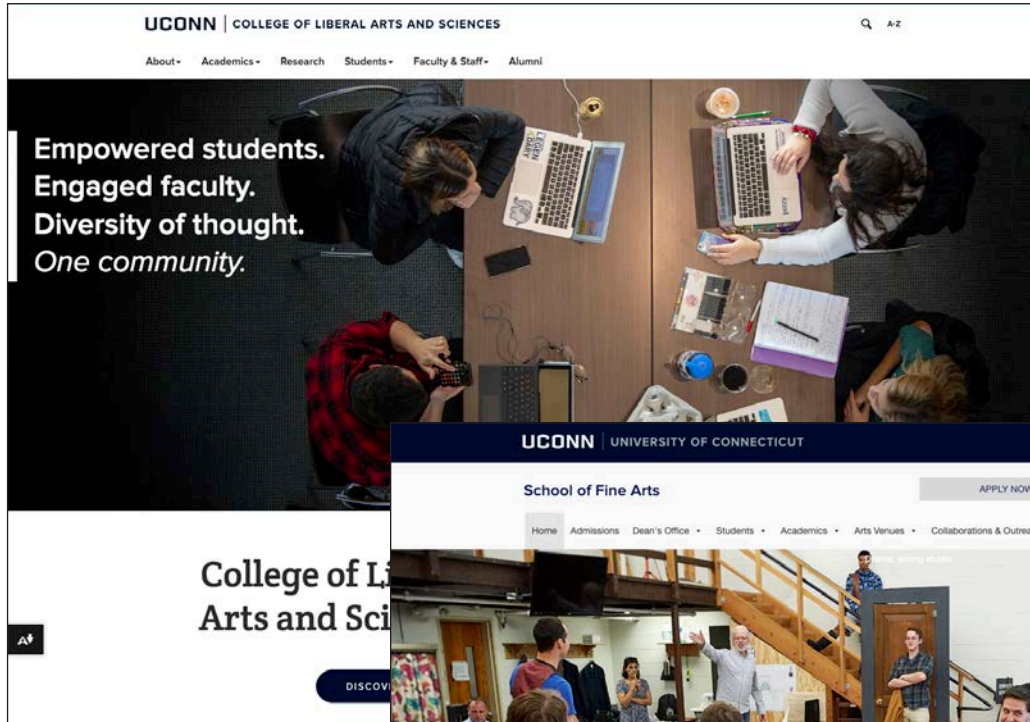 UCONN | COLLEGE OF LIBERAL ARTS AND SCIENCES
A-Z
About Academics Research Students Faculty & Staff Alumni
Empowered students.
Engaged faculty.
Diversity of thought.
One community.
LEGEN
DARY
UCONN | UNIVERSITY OF CONNECTICUT
School of Fine Arts
APPLY NOW
Home Admissions Dean's Office Students Academics Arts Venues Collaborations & Outrea
College of Li
Arts and Sci
DISCOV